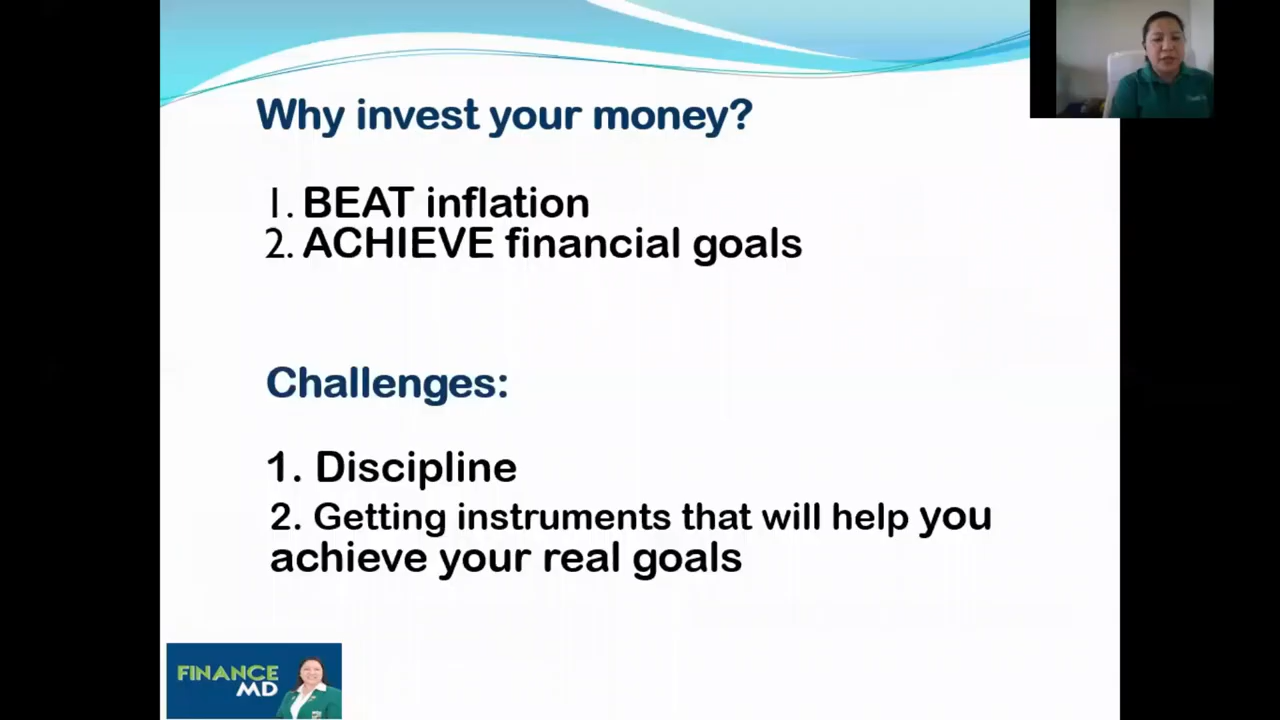 Why invest your money?
1. BEAT inflation
2. ACHIEVE financial goals
Challenges:
1. Discipline
2. Getting instruments that will help you
achieve your real goals
FINANCE
MD